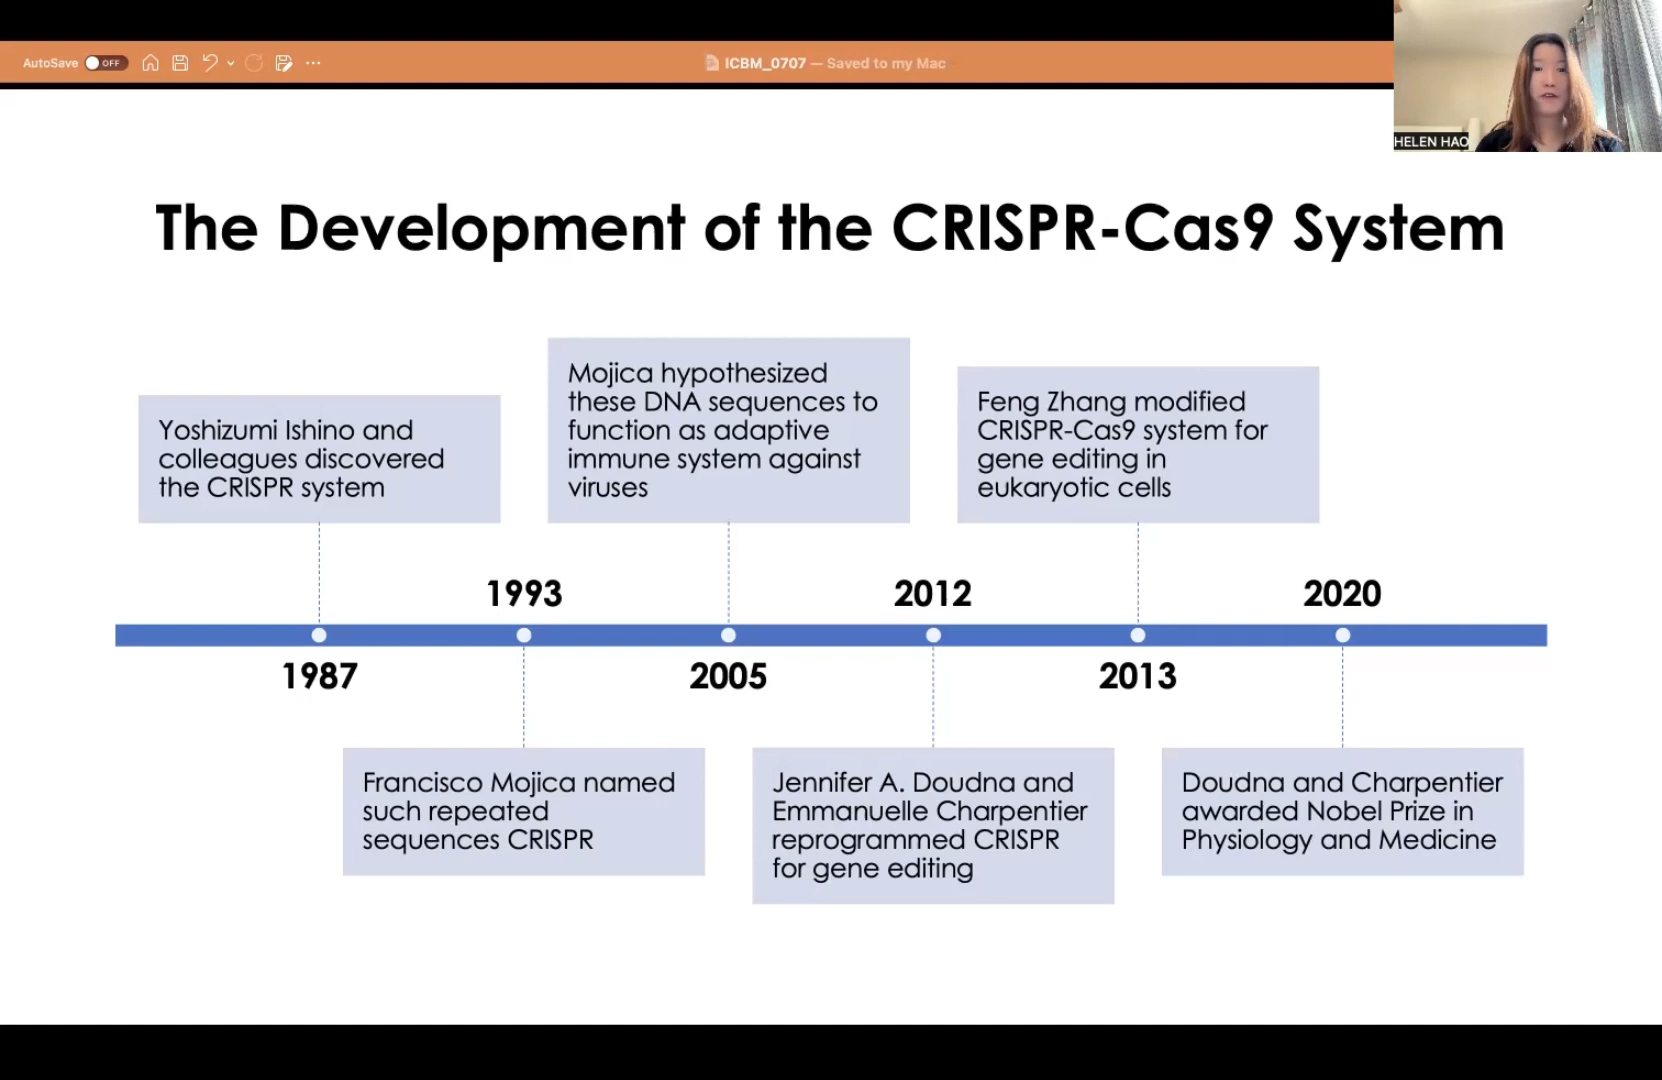 AutoSave OFF
ICBM_0707 — Saved to my Mac
HELEN HAO
The Development of the CRISPR-Cas9 System
Yoshizumi Ishino and
colleagues discovered
the CRISPR system
Mojica hypothesized
these DNA sequences to
function as adaptive
immune system against
viruses
Feng Zhang modified
CRISPR-Cas9 system for
gene editing in
eukaryotic cells
1993
2012
2020
1987
2005
2013
Francisco Mojica named
such repeated
sequences CRISPR
Jennifer A. Doudna and
Emmanuelle Charpentier
reprogrammed CRISPR
for gene editing
Doudna and Charpentier
awarded Nobel Prize in
Physiology and Medicine